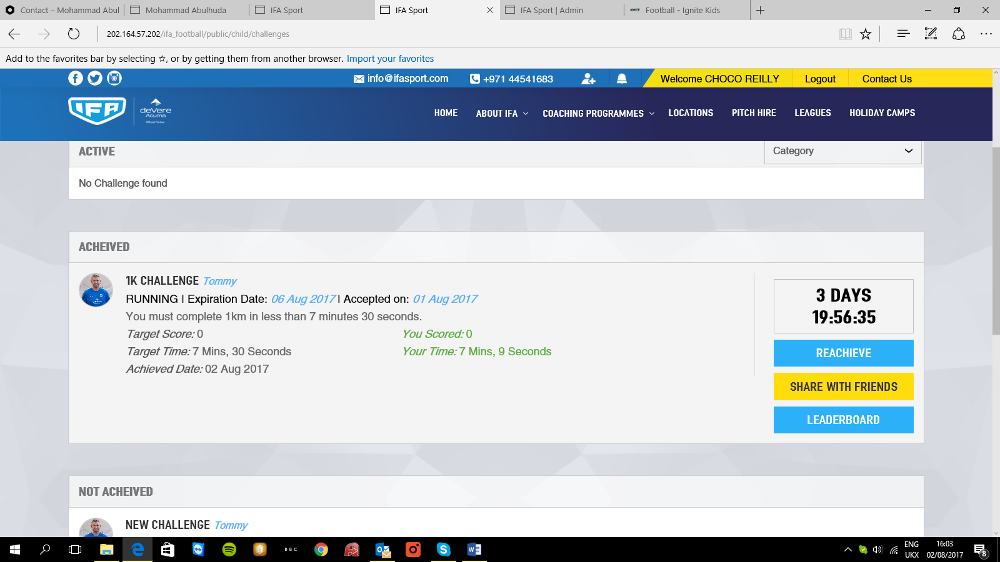 Contact – Mohammad Abul
Mohammad Abulhuda
IFA Sport
IFA Sport
IFA Sport | Admin
IGNITE
Football - Ignite Kids
202.164.57.202/ifa_football/public/child/challenges
Add to the favorites bar by selecting ☆, or by getting them from another browser. Import your favorites
info@ifasport.com
+971 44541683
Welcome CHOCO REILLY
Logout
Contact Us
IFA
deVere
Acuma
Official Partner
HOME
ABOUT IFA
COACHING PROGRAMMES
LOCATIONS
PITCH HIRE
LEAGUES
HOLIDAY CAMPS
ACTIVE
Category
No Challenge found
ACHEIVED
1K CHALLENGE Tommy
RUNNING | Expiration Date: 06 Aug 2017 | Accepted on: 01 Aug 2017
You must complete 1km in less than 7 minutes 30 seconds.
Target Score: 0
You Scored: 0
Target Time: 7 Mins, 30 Seconds
Your Time: 7 Mins, 9 Seconds
Achieved Date: 02 Aug 2017
3 DAYS
19:56:35
REACHIEVE
SHARE WITH FRIENDS
LEADERBOARD
NOT ACHEIVED
NEW CHALLENGE Tommy
BBC
ENG
UKX
16:03
02/08/2017
8